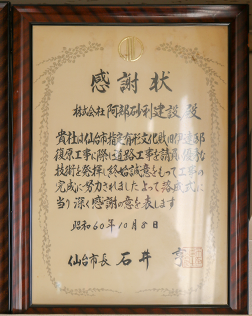 感謝状
株式会社 阿部砂利建設 殿
貴社は仙台市指定有形文化財旧伊達邸
復原工事に際し道路工事を請負優秀な
技術を発揮し終始誠意をもって工事の
完成に努力されましたよって落成式に
当り深く感謝の意を表します
昭和60年10月8日
仙台市長 石井 亨